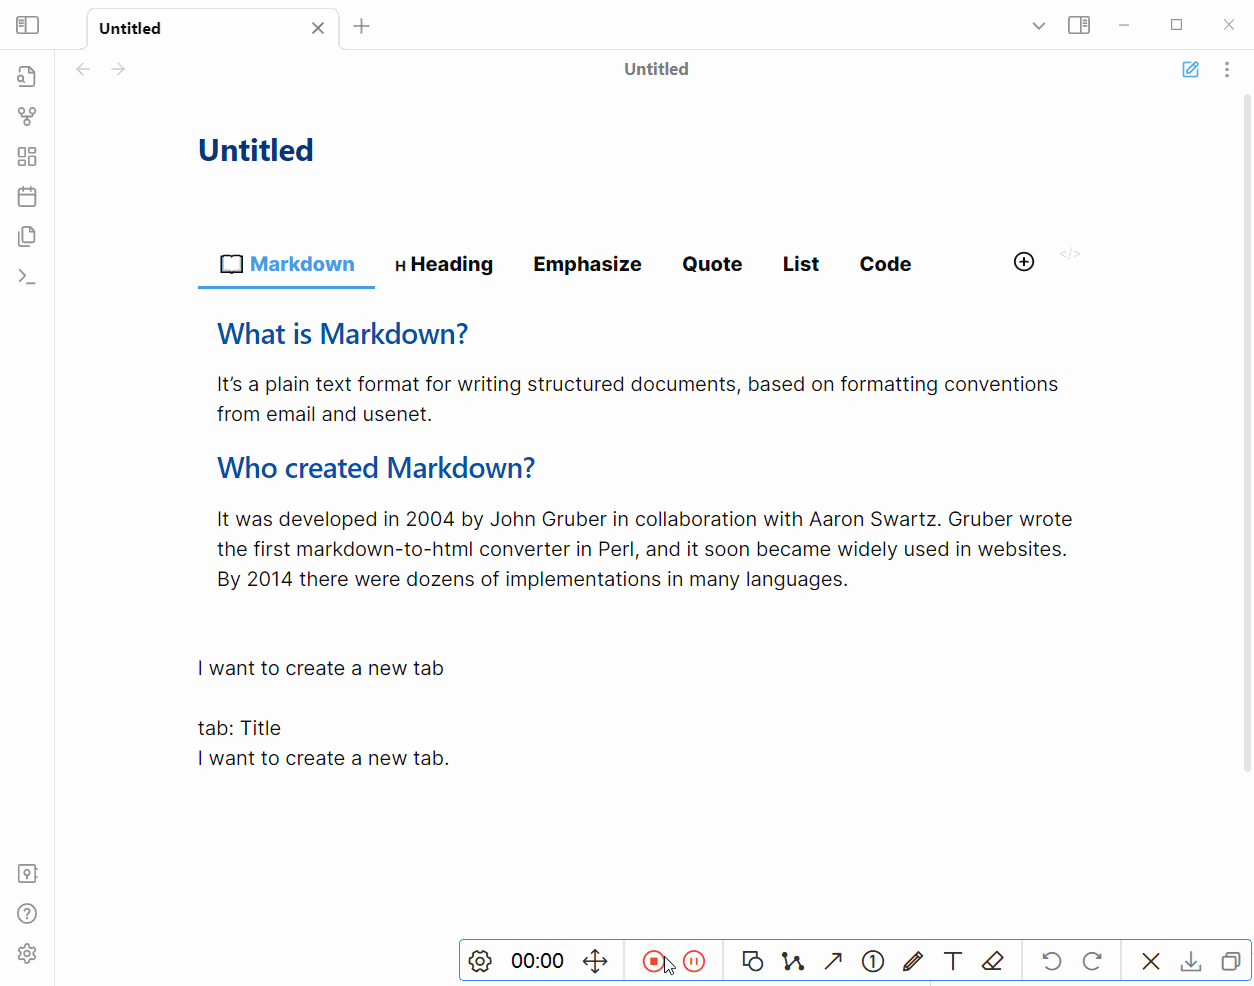 Untitled
Untitled
Untitled
Markdown
H Heading
Emphasize
Quote
List
Code
</>
What is Markdown?
It's a plain text format for writing structured documents, based on formatting conventions
from email and usenet.
Who created Markdown?
It was developed in 2004 by John Gruber in collaboration with Aaron Swartz. Gruber wrote
the first markdown-to-html converter in Perl, and it soon became widely used in websites.
By 2014 there were dozens of implementations in many languages.
I want to create a new tab
tab: Title
I want to create a new tab.
00:00
1
T